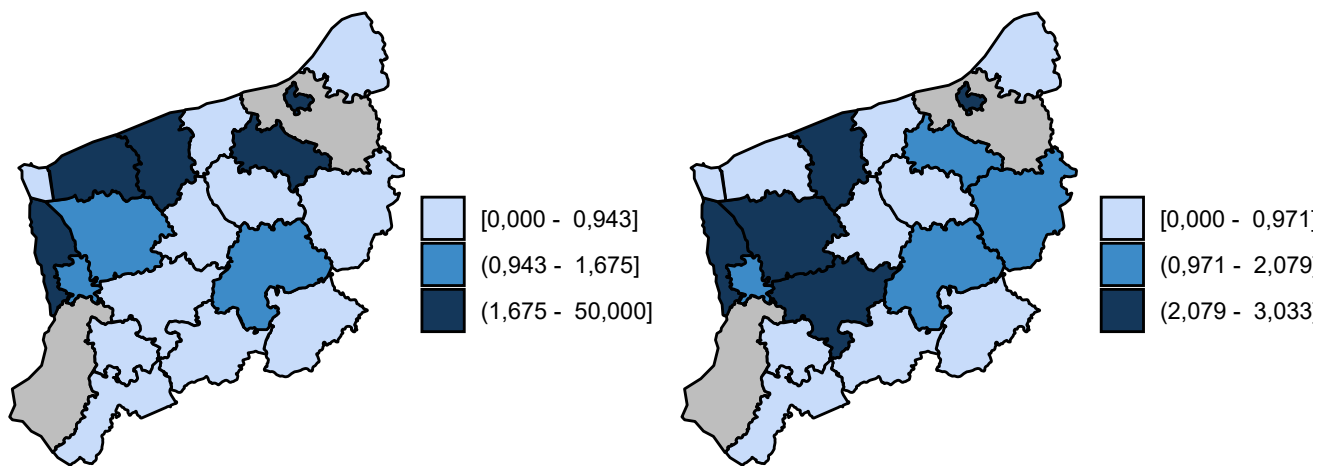 [0,000 - 0,943]
(0,943 - 1,675]
(1,675 - 50,000]
[0,000 - 0,971]
(0,971 - 2,079]
(2,079 - 3,033]